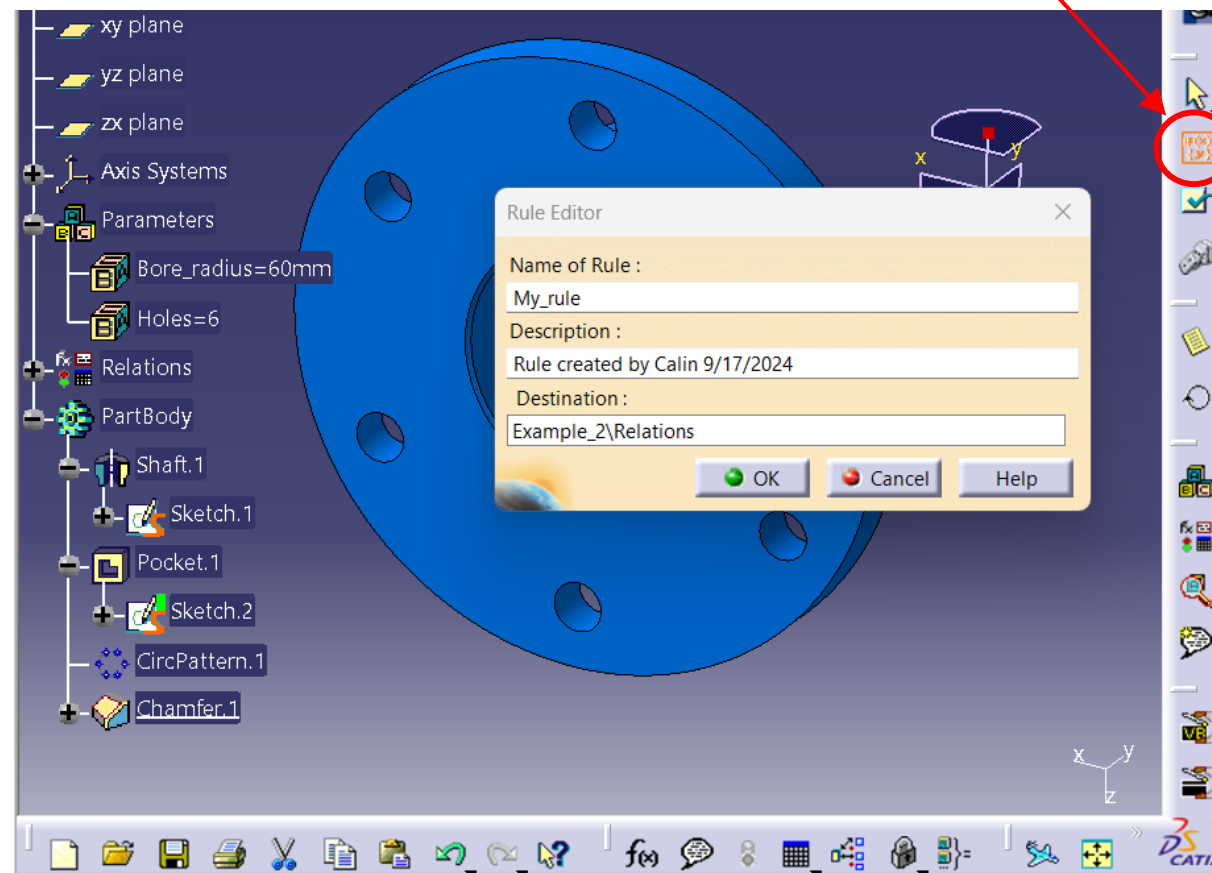 xy plane
yz plane
zx plane
Axis Systems
Parameters
Bore_radius=60mm
Holes=6
Relations
PartBody
Shaft.1
Sketch.1
Pocket.1
Sketch.2
CircPattern.1
Chamfer.1
x
y
Rule Editor
Name of Rule :
My_rule
Description :
Rule created by Calin 9/17/2024
Destination :
Example_2\Relations
OK
Cancel
Help
x
y
z
f(x)
CATI